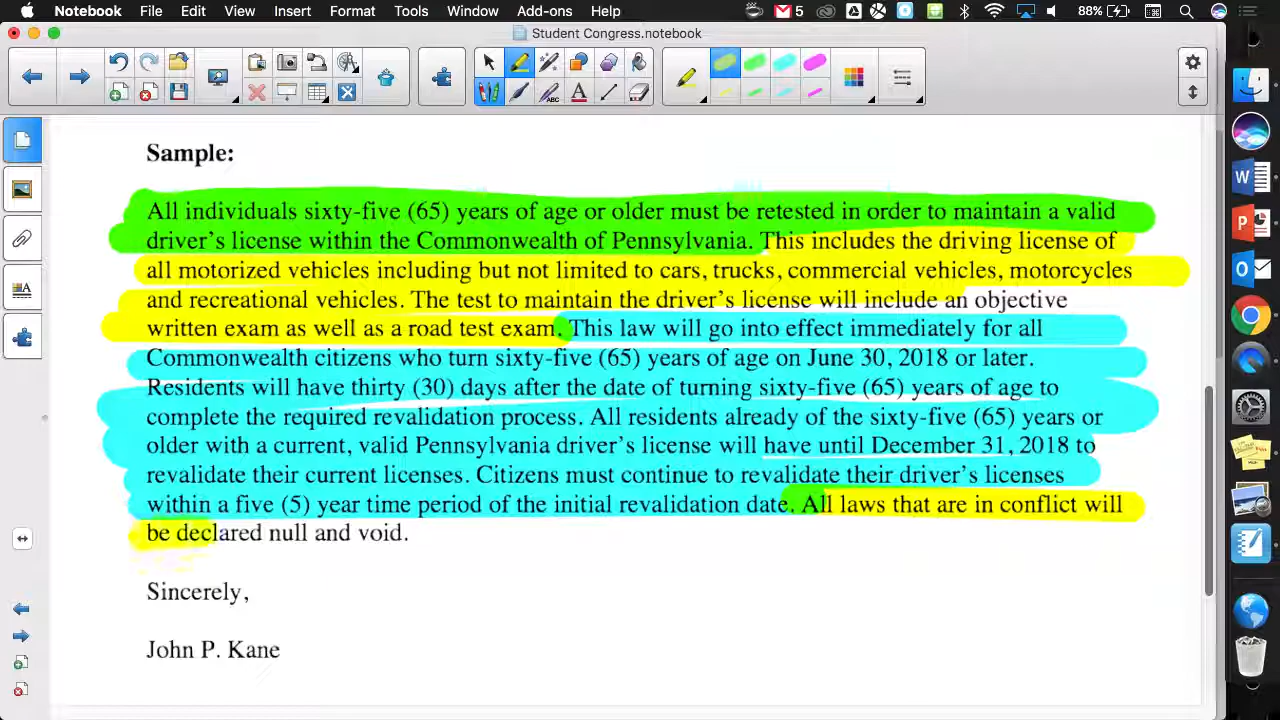 Notebook File Edit View Insert Format Tools Window Add-ons Help 5 88%
Student Congress.notebook
Sample:
All individuals sixty-five (65) years of age or older must be retested in order to maintain a valid
driver's license within the Commonwealth of Pennsylvania. This includes the driving license of
all motorized vehicles including but not limited to cars, trucks, commercial vehicles, motorcycles
and recreational vehicles. The test to maintain the driver's license will include an objective
written exam as well as a road test exam. This law will go into effect immediately for all
Commonwealth citizens who turn sixty-five (65) years of age on June 30, 2018 or later.
Residents will have thirty (30) days after the date of turning sixty-five (65) years of age to
complete the required revalidation process. All residents already of the sixty-five (65) years or
older with a current, valid Pennsylvania driver's license will have until December 31, 2018 to
revalidate their current licenses. Citizens must continue to revalidate their driver's licenses
within a five (5) year time period of the initial revalidation date. All laws that are in conflict will
be declared null and void.
Sincerely,
John P. Kane